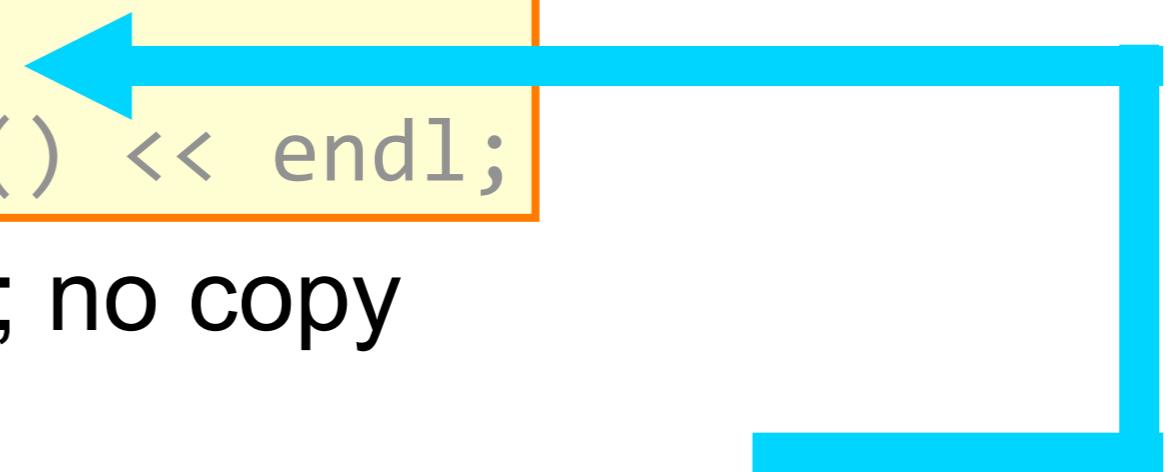 () << endl;
; no copy